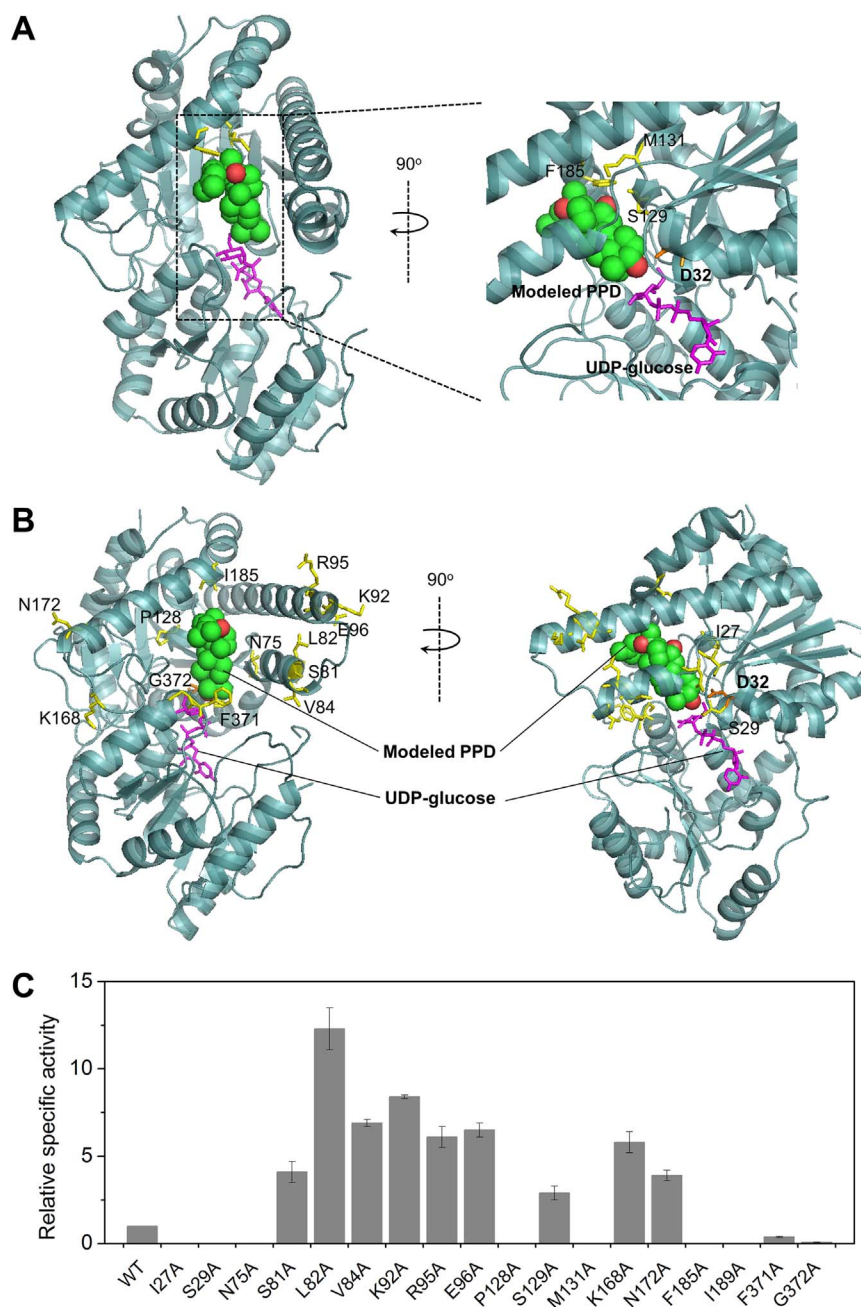 A
90º
F185
M131
S129
D32
Modeled PPD
UDP-glucose
B
90º
R95
I185
K92
N172
P128
E96
N75
L82
S81
G372
V84
K168
F371
I27
D32
S29
Modeled PPD
UDP-glucose
C
Relative specific activity
15
10
5
0
WT
I27A
S29A
N75A
S81A
L82A
V84A
K92A
R95A
E96A
P128A
S129A
M131A
K168A
N172A
F185A
I189A
F371A
G372A